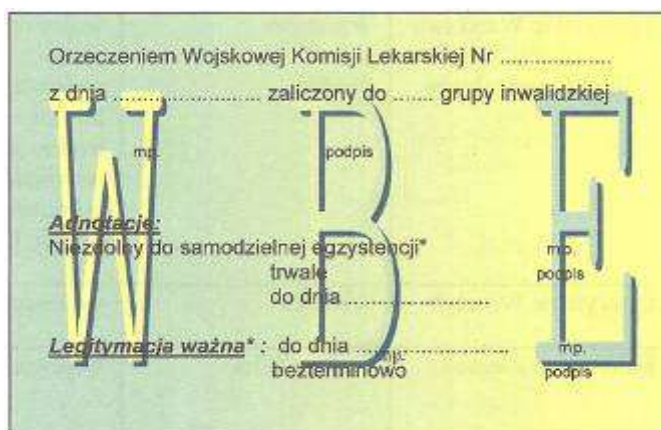 Orzeczeniem Wojskowej Komisji Lekarskiej Nr ..................
z dnia ....................... zaliczony do ....... grupy inwalidzkiej
W B E
mp. podpis
Adnotacje:
Niezdolny do samodzielnej egzystencji* mp.
trwale podpis
do dnia ......................
Legitymacja ważna* : do dnia ....................... mp. mp.
bezterminowo podpis